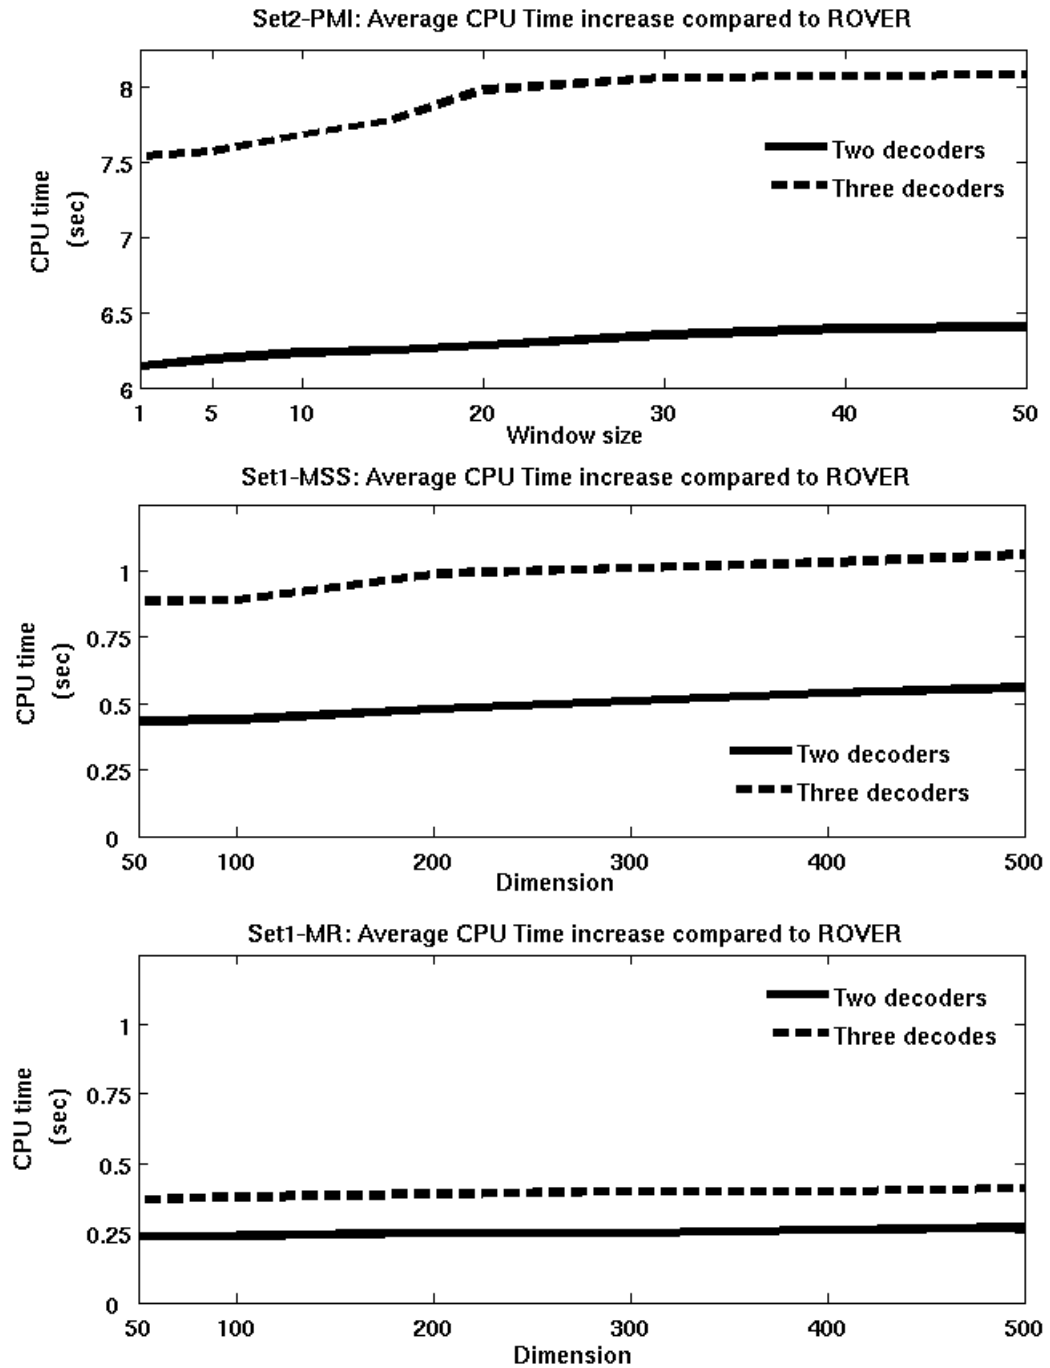 Set2-PMI: Average CPU Time increase compared to ROVER
8
7.5
7
6.5
6
CPU time
(sec)
Two decoders
Three decoders
1 5 10 20 30 40 50
Window size
Set1-MSS: Average CPU Time increase compared to ROVER
1
0.75
0.5
0.25
0
CPU time
(sec)
Two decoders
Three decoders
50 100 200 300 400 500
Dimension
Set1-MR: Average CPU Time increase compared to ROVER
1
0.75
0.5
0.25
0
CPU time
(sec)
Two decoders
Three decodes
50 100 200 300 400 500
Dimension